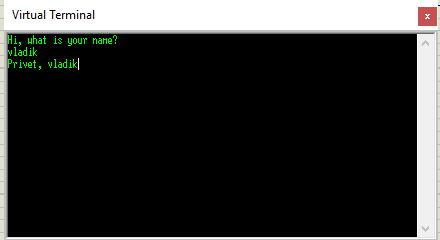 Virtual Terminal
x
Hi, what is your name?
vladik
Privet, vladik